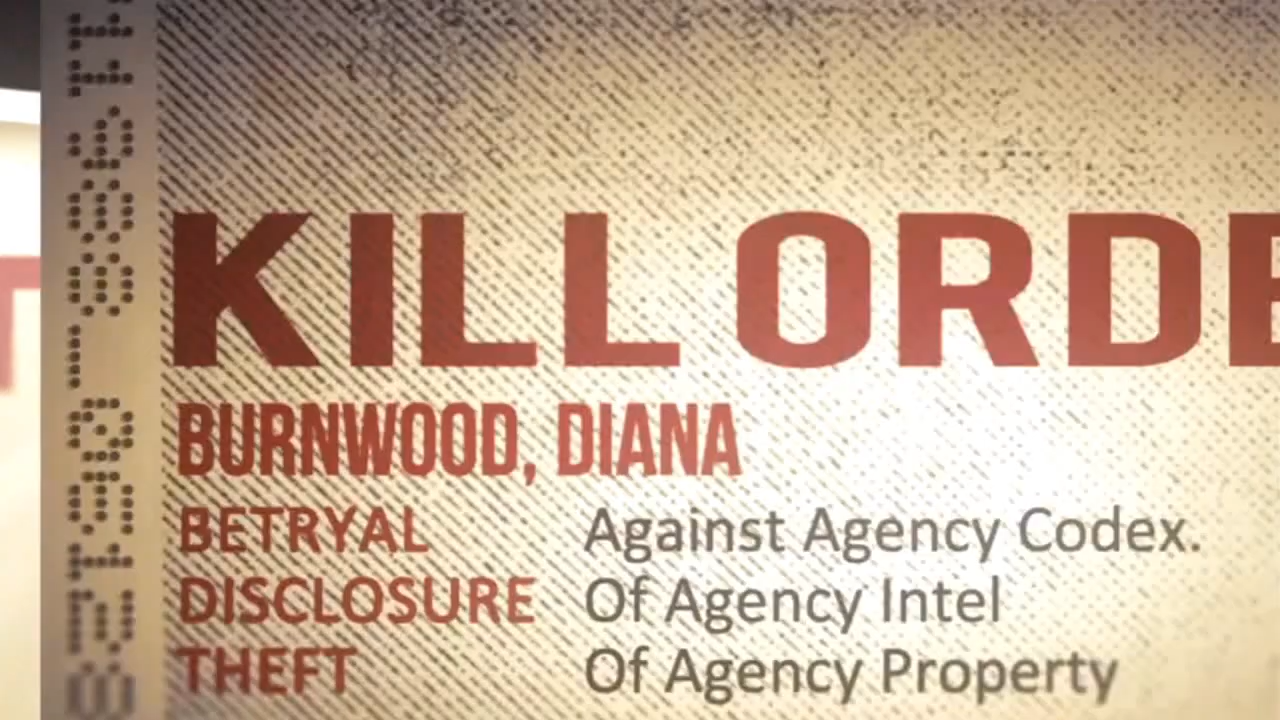 KILL ORDE
BURNWOOD, DIANA
BETRYAL Against Agency Codex.
DISCLOSURE Of Agency Intel
THEFT Of Agency Property